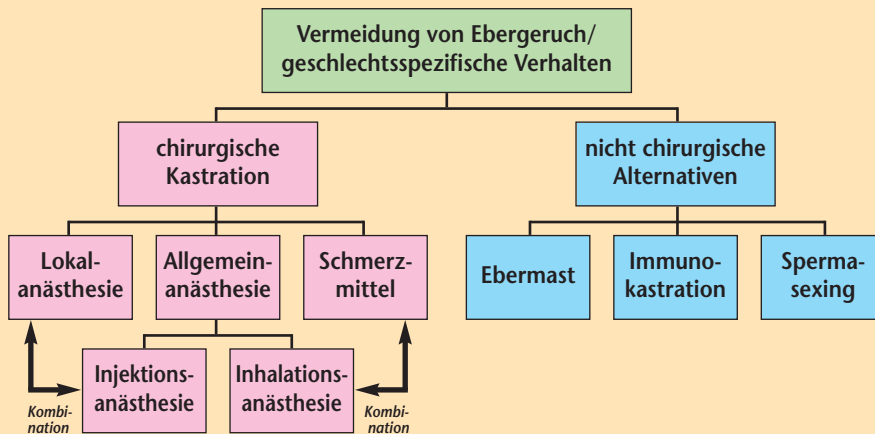 Vermeidung von Ebergeruch/
geschlechtsspezifische Verhalten
chirurgische
Kastration
nicht chirurgische
Alternativen
Lokal-
anästhesie
Allgemein-
anästhesie
Schmerz-
mittel
Ebermast
Immuno-
kastration
Sperma-
sexing
Injektions-
anästhesie
Inhalations-
anästhesie
Kombi-
nation
Kombi-
nation